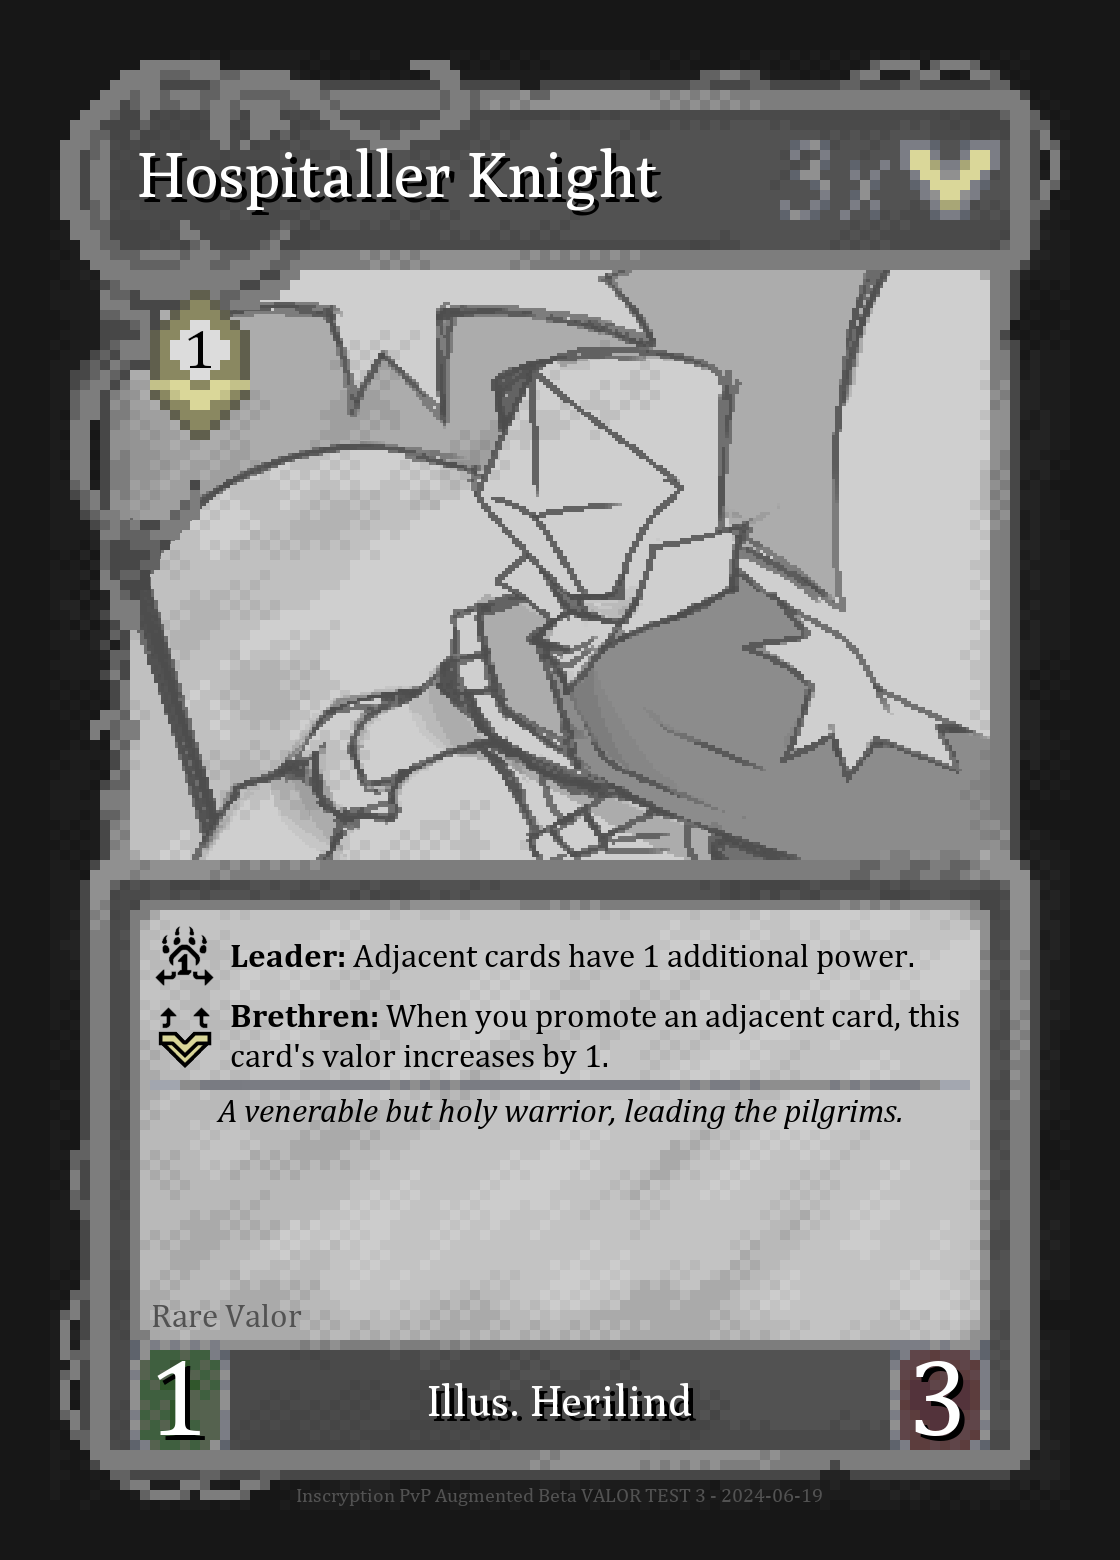 Hospitaller Knight 3x
1
Leader: Adjacent cards have 1 additional power.
1
Brethren: When you promote an adjacent card, this
card's valor increases by 1.
A venerable but holy warrior, leading the pilgrims.
Rare Valor
1 Illus. Herilind 3
Inscryption PvP Augmented Beta VALOR TEST 3 - 2024-06-19